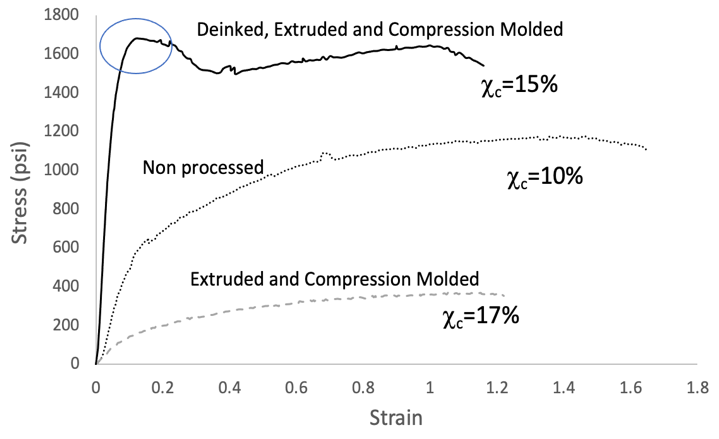 1800
Deinked, Extruded and Compression Molded
1600
1400
χc=15%
1200
1000
Non processed
χc=10%
800
600
400
Extruded and Compression Molded
χc=17%
200
0
Stress (psi)
0 0.2 0.4 0.6 0.8 1 1.2 1.4 1.6 1.8
Strain